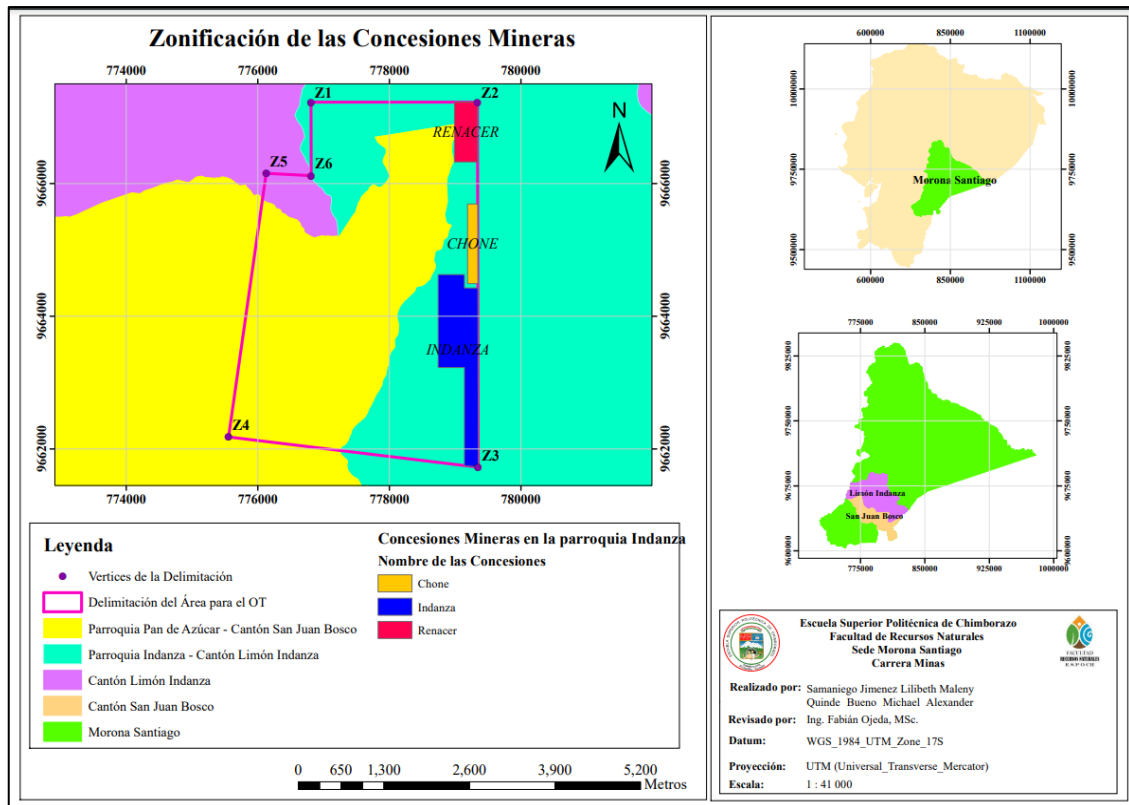 Zonificación de las Concesiones Mineras
774000 776000 778000 780000
Z1
Z2
N
RENACER
Z5
Z6
9666000
9666000
CHONE
9664000
9664000
INDANZA
Z4
Z3
9662000
9662000
774000 776000 778000 780000
Leyenda
Vertices de la Delimitación
Delimitación del Área para el OT
Parroquia Pan de Azúcar - Cantón San Juan Bosco
Parroquia Indanza - Cantón Limón Indanza
Cantón Limón Indanza
Cantón San Juan Bosco
Morona Santiago
Concesiones Mineras en la parroquia Indanza
Nombre de las Concesiones
Chone
Indanza
Renacer
0 650 1,300 2,600 3,900 5,200
Metros
600000 850000 1100000
10000000
10000000
9750000
9750000
Morona Santiago
9500000
9500000
600000 850000 1100000
775000 850000 925000 1000000
9825000
9825000
9750000
9750000
9675000
9675000
Limón Indanza
San Juan Bosco
9600000
9600000
775000 850000 925000 1000000
Escuela Superior Politécnica de Chimborazo
Facultad de Recursos Naturales
Sede Morona Santiago
Carrera Minas
FACULTAD
RECURSOS NATURALES
ESPOCH
Realizado por: Samaniego Jimenez Lilibeth Maleny
Quinde Bueno Michael Alexander
Revisado por: Ing. Fabián Ojeda, MSc.
Datum: WGS_1984_UTM_Zone_17S
Proyección: UTM (Universal_Transverse_Mercator)
Escala: 1 : 41 000